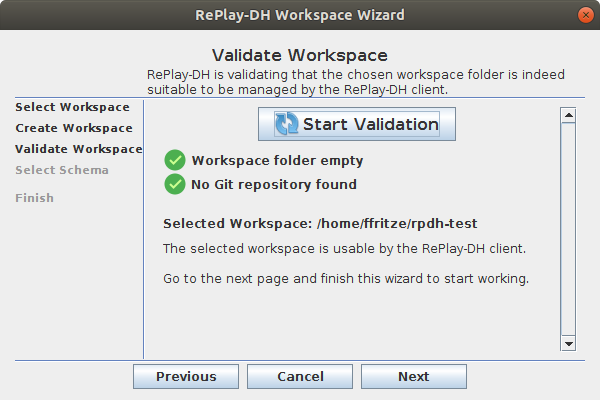 RePlay-DH Workspace Wizard
Validate Workspace
RePlay-DH is validating that the chosen workspace folder is indeed
suitable to be managed by the RePlay-DH client.
Select Workspace
Create Workspace
Validate Workspace
Select Schema
Finish
Start Validation
Workspace folder empty
No Git repository found
Selected Workspace: /home/ffritze/rpdh-test
The selected workspace is usable by the RePlay-DH client.
Go to the next page and finish this wizard to start working.
Previous
Cancel
Next